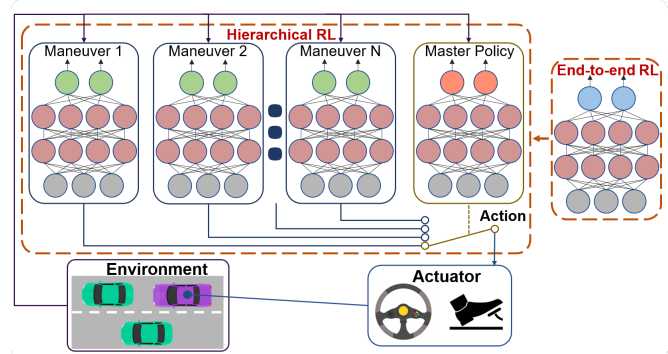 Hierarchical RL
Maneuver 1
Maneuver 2
Maneuver N
Master Policy
End-to-end RL
Action
Environment
Actuator